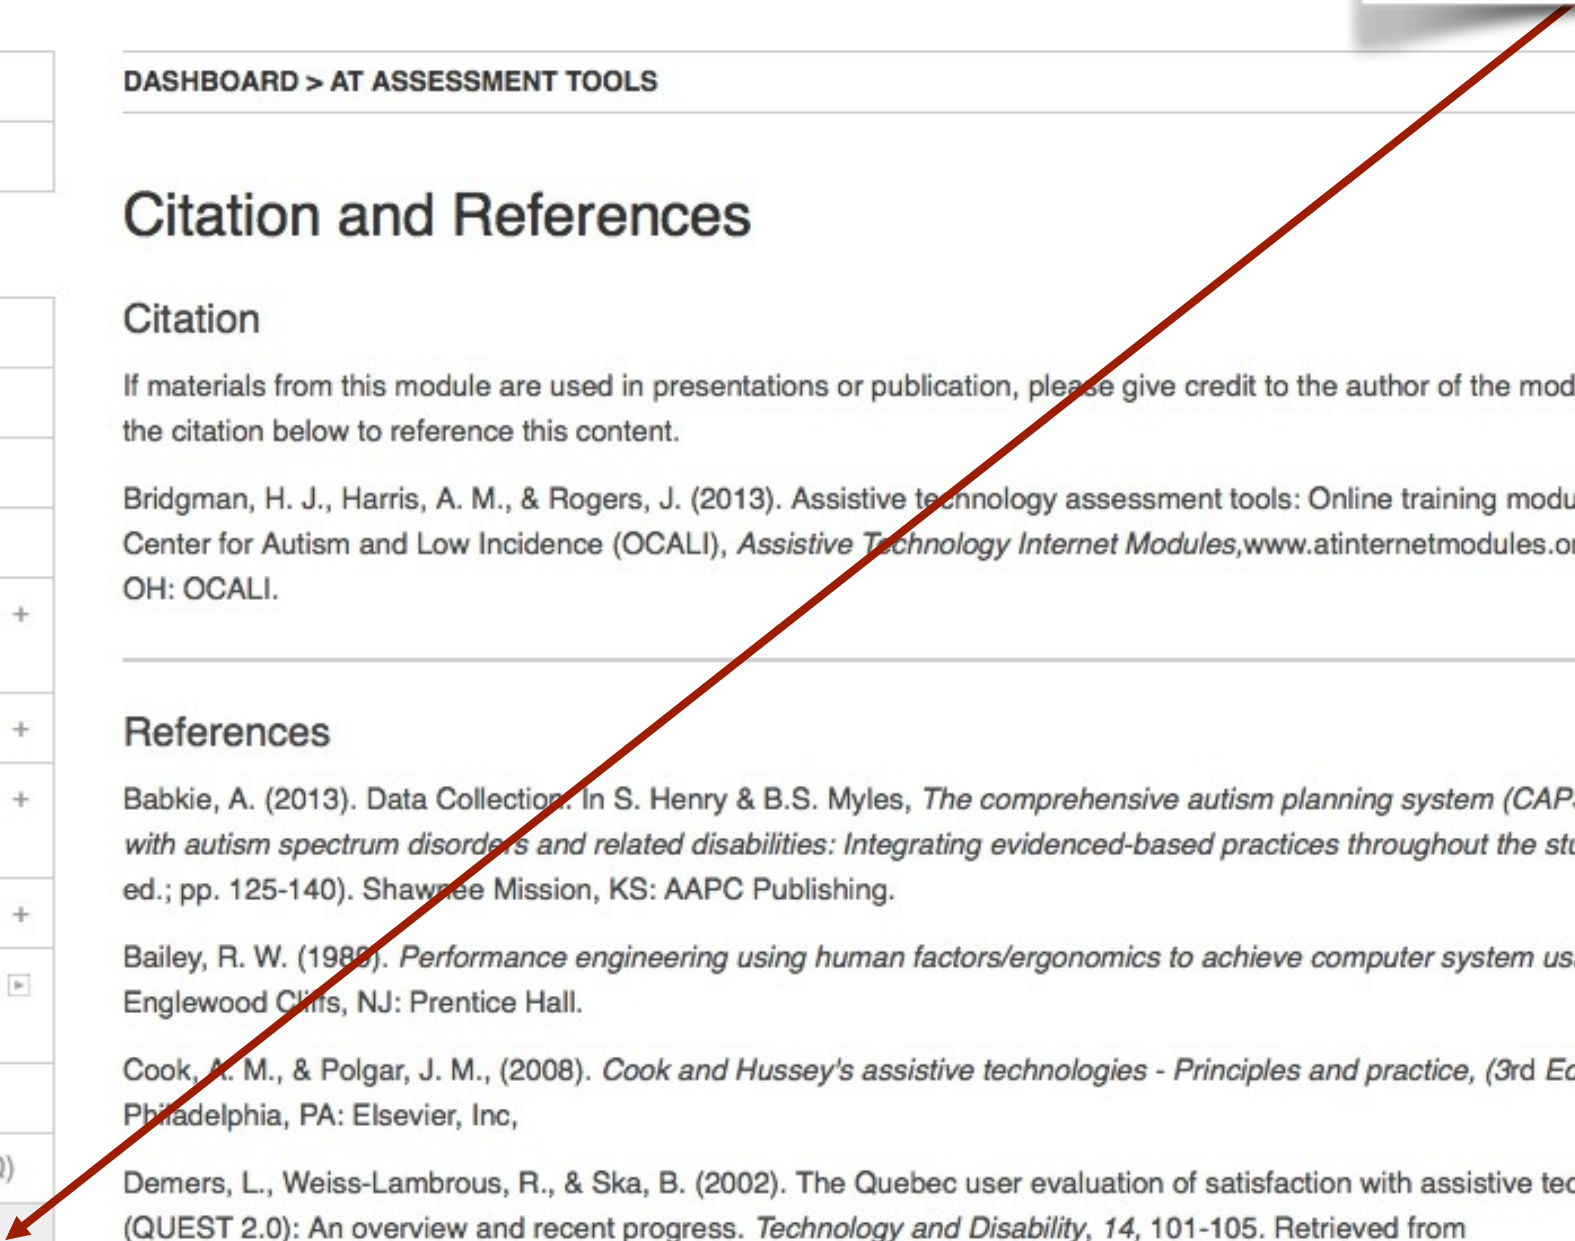 DASHBOARD > AT ASSESSMENT TOOLS
Citation and References
Citation
If materials from this module are used in presentations or publication, please give credit to the author of the mod
the citation below to reference this content.
Bridgman, H. J., Harris, A. M., & Rogers, J. (2013). Assistive technology assessment tools: Online training modu
Center for Autism and Low Incidence (OCALI), Assistive Technology Internet Modules,www.atinternetmodules.or
OH: OCALI.
References
Babkie, A. (2013). Data Collection. In S. Henry & B.S. Myles, The comprehensive autism planning system (CAPS
with autism spectrum disorders and related disabilities: Integrating evidenced-based practices throughout the stu
ed.; pp. 125-140). Shawnee Mission, KS: AAPC Publishing.
Bailey, R. W. (1989). Performance engineering using human factors/ergonomics to achieve computer system us
Englewood Cliffs, NJ: Prentice Hall.
Cook, A. M., & Polgar, J. M., (2008). Cook and Hussey's assistive technologies - Principles and practice, (3rd Ed
Philadelphia, PA: Elsevier, Inc,
Demers, L., Weiss-Lambrous, R., & Ska, B. (2002). The Quebec user evaluation of satisfaction with assistive tec
(QUEST 2.0): An overview and recent progress. Technology and Disability, 14, 101-105. Retrieved from